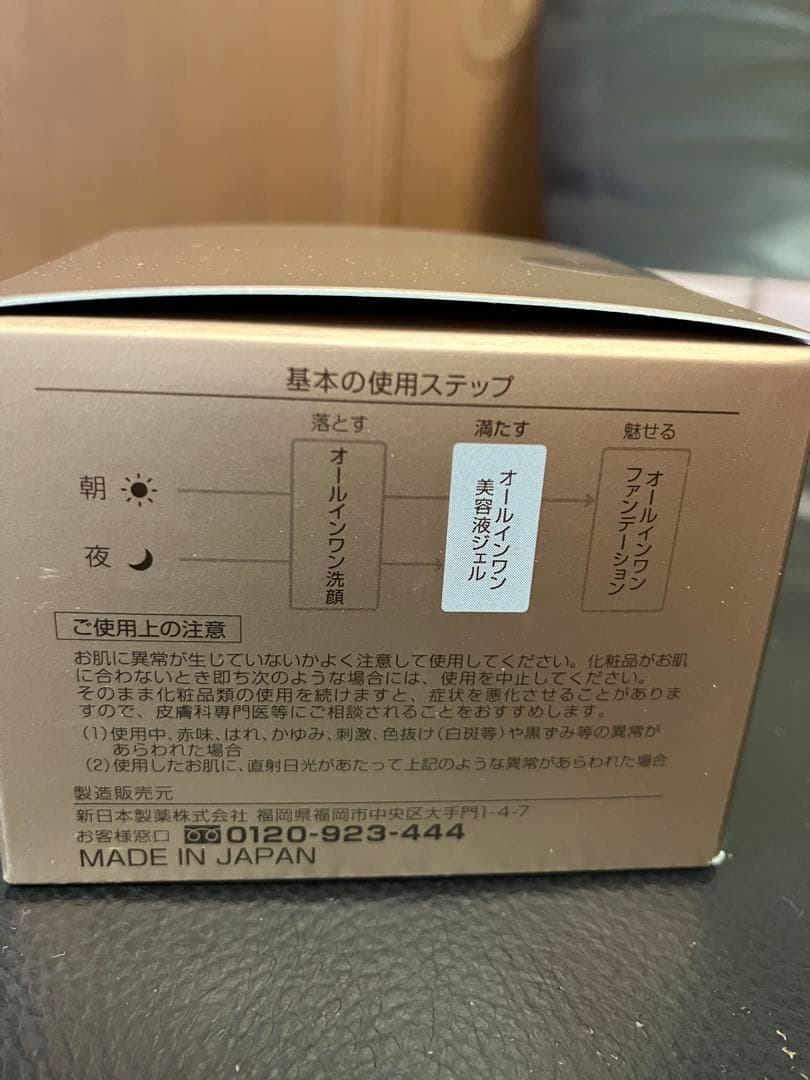 基本の使用ステップ
落とす
満たす
魅せる
朝
夜
オールインワン洗顔
オールインワン
美容液ジェル
オールインワン
ファンデーション
ご使用上の注意
お肌に異常が生じていないかよく注意して使用してください。化粧品がお肌
に合わないとき即ち次のような場合には、使用を中止してください。
そのまま化粧品類の使用を続けますと、症状を悪化させることがありま
すので、皮膚科専門医等にご相談されることをおすすめします。
(1)使用中、赤味、はれ、かゆみ、刺激、色抜け(白斑等)や黒ずみ等の異常が
あらわれた場合
(2)使用したお肌に、直射日光があたって上記のような異常があらわれた場合
製造販売元
新日本製薬株式会社 福岡県福岡市中央区大手門1-4-7
お客様窓口 0120-923-444
MADE IN JAPAN